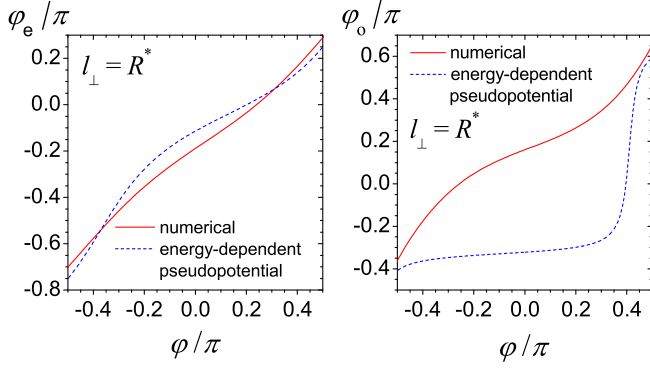 φe/π
0.2
0.0
-0.2
-0.4
-0.6
-0.8
l⊥ = R*
numerical
energy-dependent
pseudopotential
-0.4 -0.2 0.0 0.2 0.4
φ/π
φo/π
0.6
0.4
0.2
0.0
-0.2
-0.4
numerical
energy-dependent
pseudopotential
l⊥ = R*
-0.4 -0.2 0.0 0.2 0.4
φ/π